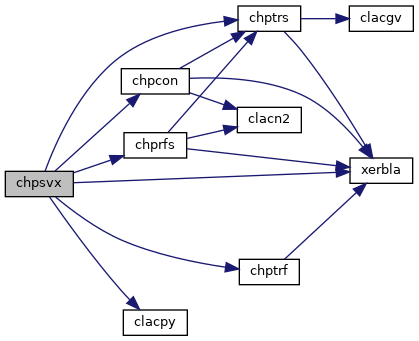 chptrs
clacgv
chpcon
clacn2
chprfs
xerbla
chpsvx
chptrf
clacpy